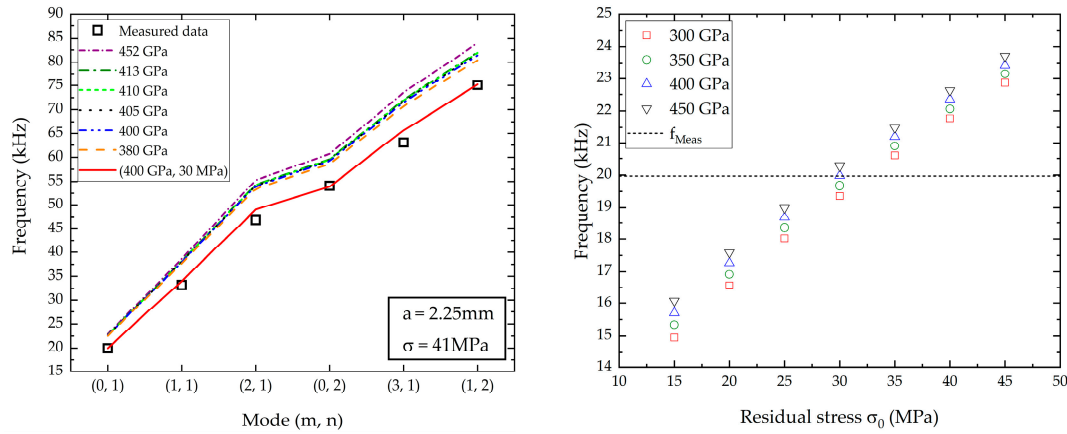 Measured data
452 GPa
413 GPa
410 GPa
405 GPa
400 GPa
380 GPa
(400 GPa, 30 MPa)
a = 2.25mm
σ = 41MPa
90
85
80
75
70
65
60
55
50
45
40
35
30
25
20
15
Frequency (kHz)
(0, 1) (1, 1) (2, 1) (0, 2) (3, 1) (1, 2)
Mode (m, n)
300 GPa
350 GPa
400 GPa
450 GPa
f_Meas
25
24
23
22
21
20
19
18
17
16
15
14
Frequency (kHz)
10 15 20 25 30 35 40 45 50
Residual stress σ₀ (MPa)